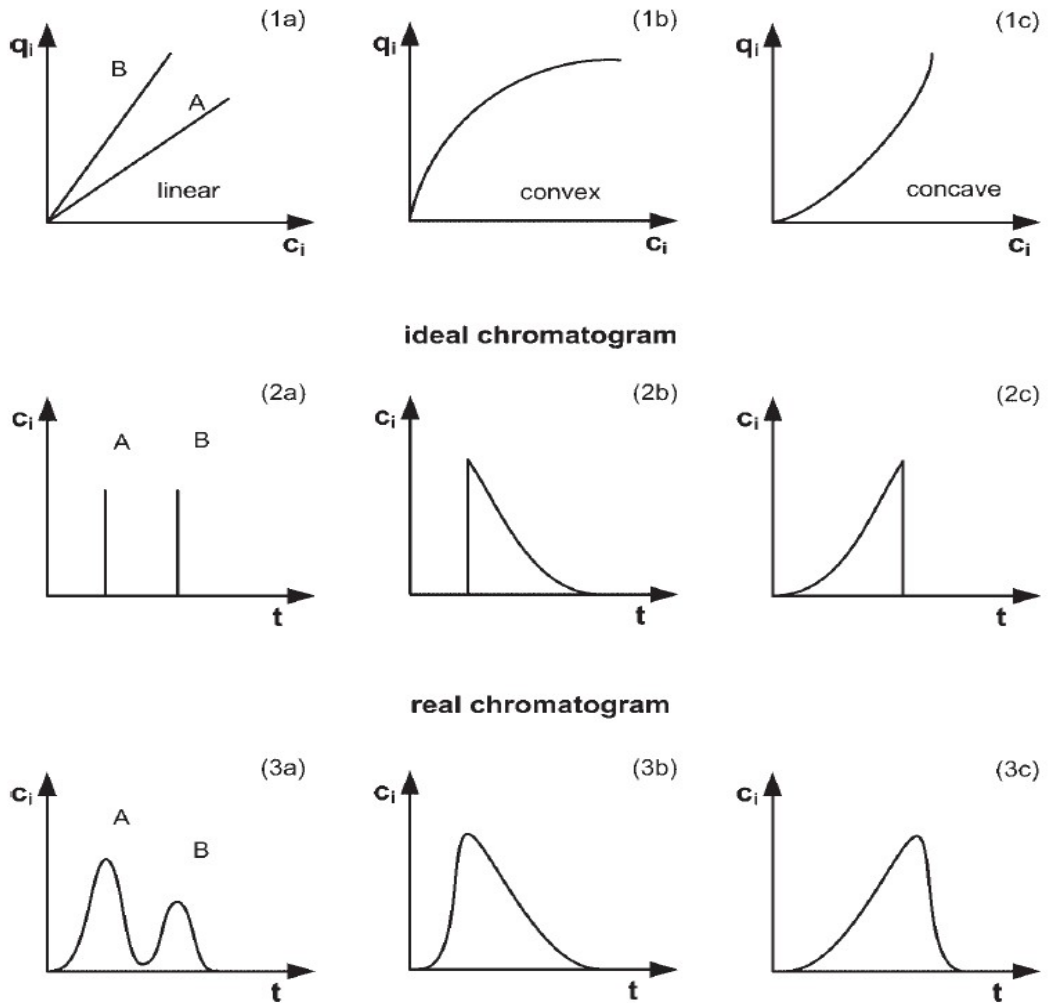 (1a) (1b) (1c)
qᵢ qᵢ qᵢ
B
A
linear convex concave
cᵢ cᵢ cᵢ
ideal chromatogram
(2a) (2b) (2c)
cᵢ cᵢ cᵢ
A B
t t t
real chromatogram
(3a) (3b) (3c)
cᵢ cᵢ cᵢ
A
B
t t t